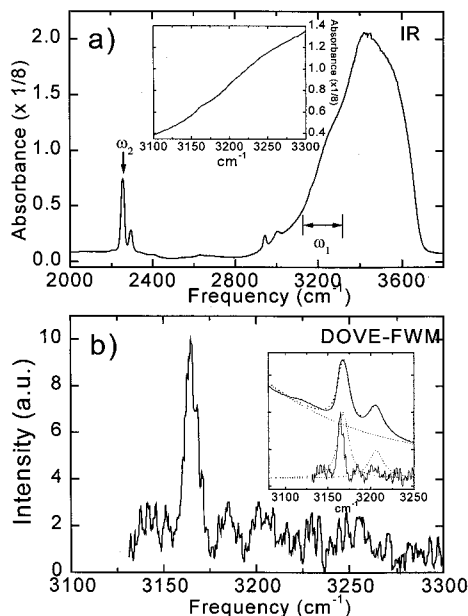 a)
IR
2.0
1.5
1.0
0.5
0.0
Absorbance (x 1/8)
ω2
ω1
1.4
1.2
1.0
0.8
0.6
0.4
Absorbance (x1/8)
3100 3150 3200 3250 3300
cm-1
2000 2400 2800 3200 3600
Frequency (cm-1)
b)
DOVE-FWM
10
8
6
4
2
0
Intensity (a.u.)
3100 3150 3200 3250
cm-1
3100 3150 3200 3250 3300
Frequency (cm-1)